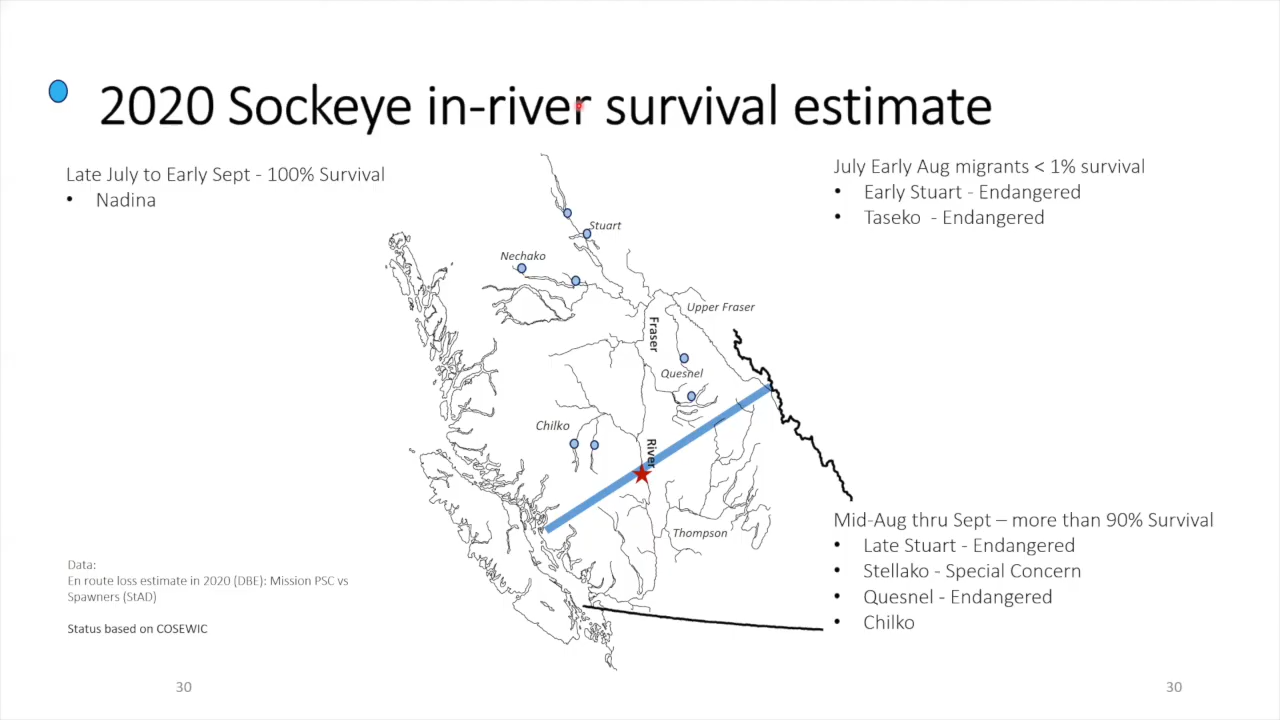 2020 Sockeye in-river survival estimate
Late July to Early Sept - 100% Survival
• Nadina
July Early Aug migrants < 1% survival
• Early Stuart - Endangered
• Taseko - Endangered
Stuart
Nechako
Upper Fraser
Fraser
Quesnel
Chilko
River
Thompson
Mid-Aug thru Sept – more than 90% Survival
• Late Stuart - Endangered
• Stellako - Special Concern
• Quesnel - Endangered
• Chilko
Data:
En route loss estimate in 2020 (DBE): Mission PSC vs
Spawners (StAD)
Status based on COSEWIC
30
30